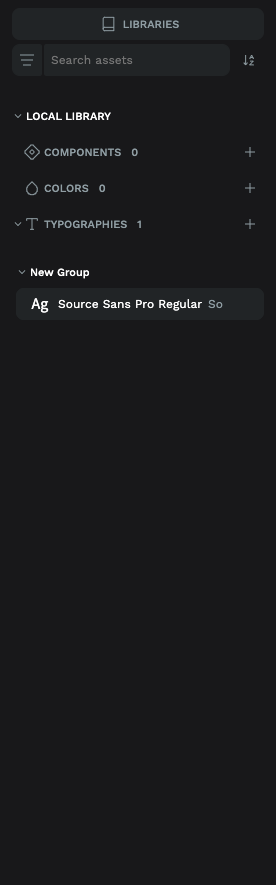 LIBRARIES
Search assets
LOCAL LIBRARY
COMPONENTS 0
COLORS 0
TYPOGRAPHIES 1
New Group
Ag Source Sans Pro Regular So